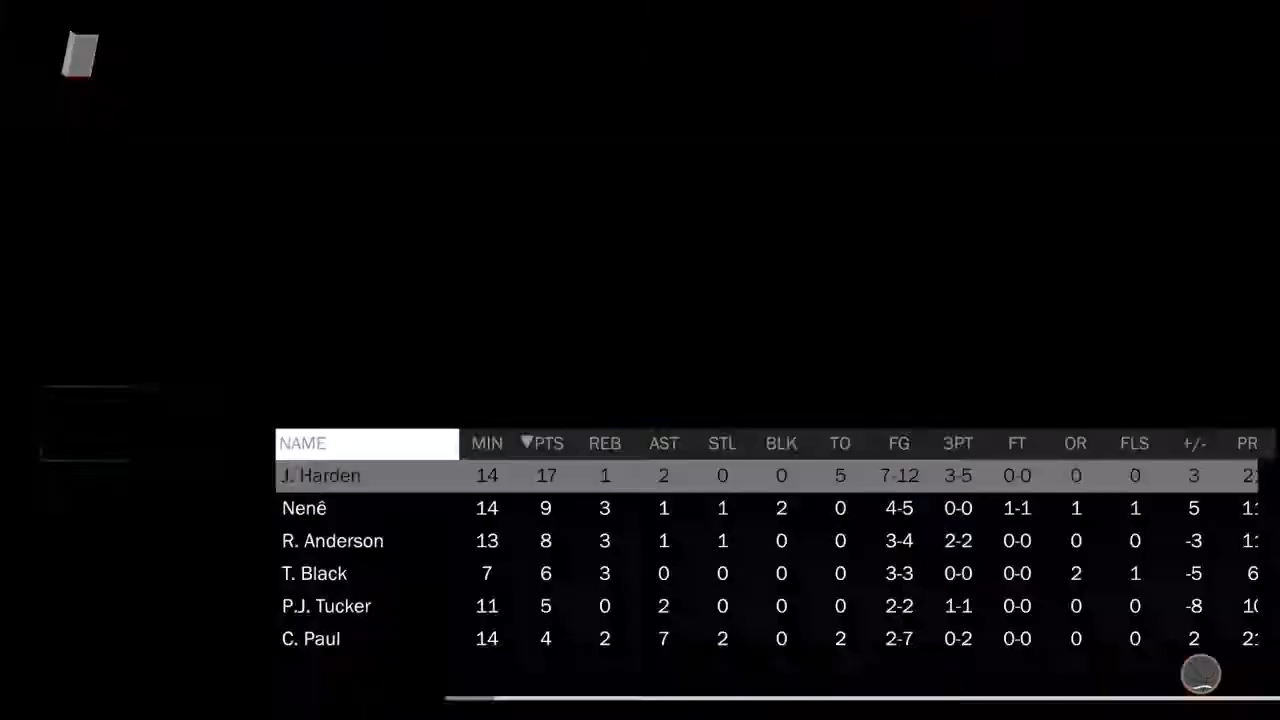 NAME MIN ▼PTS REB AST STL BLK TO FG 3PT FT OR FLS +/- PR
J. Harden 14 17 1 2 0 0 5 7-12 3-5 0-0 0 0 3
Nenê 14 9 3 1 1 2 0 4-5 0-0 1-1 1 1 5
R. Anderson 13 8 3 1 1 0 0 3-4 2-2 0-0 0 0 -3
T. Black 7 6 3 0 0 0 0 3-3 0-0 0-0 2 1 -5 6
P.J. Tucker 11 5 0 2 0 0 0 2-2 1-1 0-0 0 0 -8
C. Paul 14 4 2 7 2 0 2 2-7 0-2 0-0 0 0 2